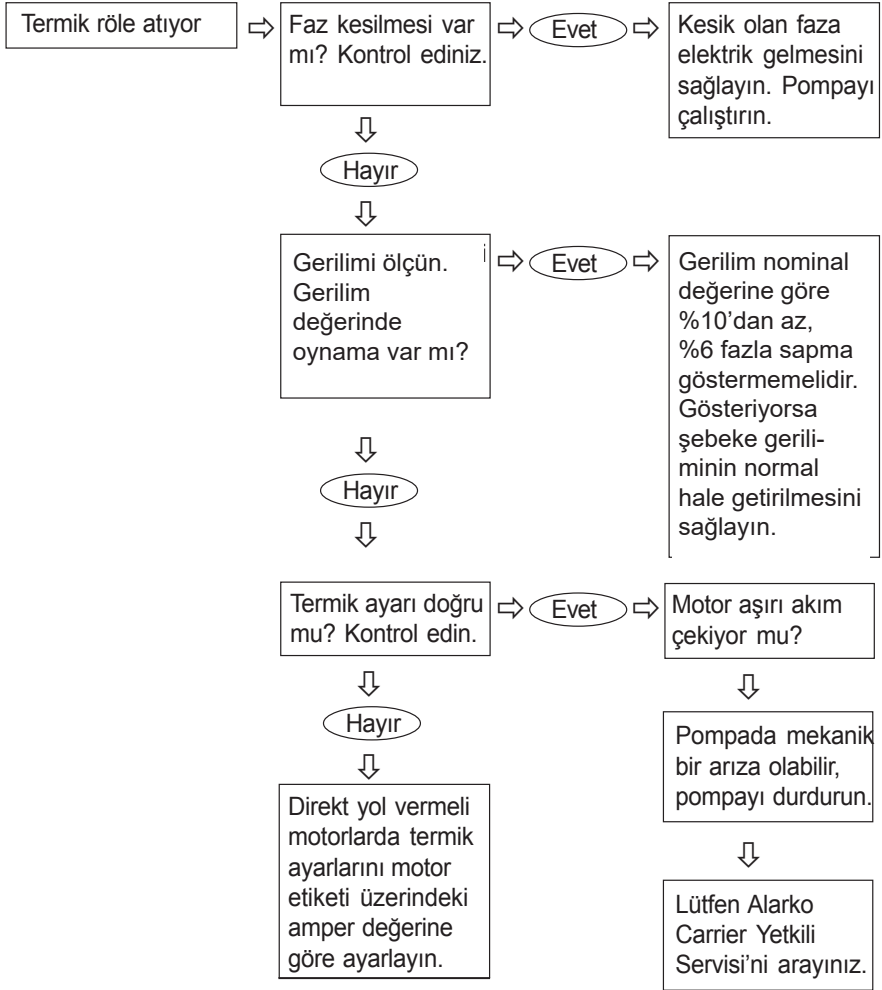 Termik röle atıyor
Faz kesilmesi var
mı? Kontrol ediniz.
Evet
Kesik olan faza
elektrik gelmesini
sağlayın. Pompayı
çalıştırın.
Hayır
Gerilimi ölçün.
Gerilim
değerinde
oynama var mı?
Evet
Gerilim nominal
değerine göre
%10’dan az,
%6 fazla sapma
göstermemelidir.
Gösteriyorsa
şebeke gerili-
minin normal
hale getirilmesini
sağlayın.
Hayır
Termik ayarı doğru
mu? Kontrol edin.
Evet
Motor aşırı akım
çekiyor mu?
Hayır
Direkt yol vermeli
motorlarda termik
ayarlarını motor
etiketi üzerindeki
amper değerine
göre ayarlayın.
Pompada mekanik
bir arıza olabilir,
pompayı durdurun.
Lütfen Alarko
Carrier Yetkili
Servisi’ni arayınız.